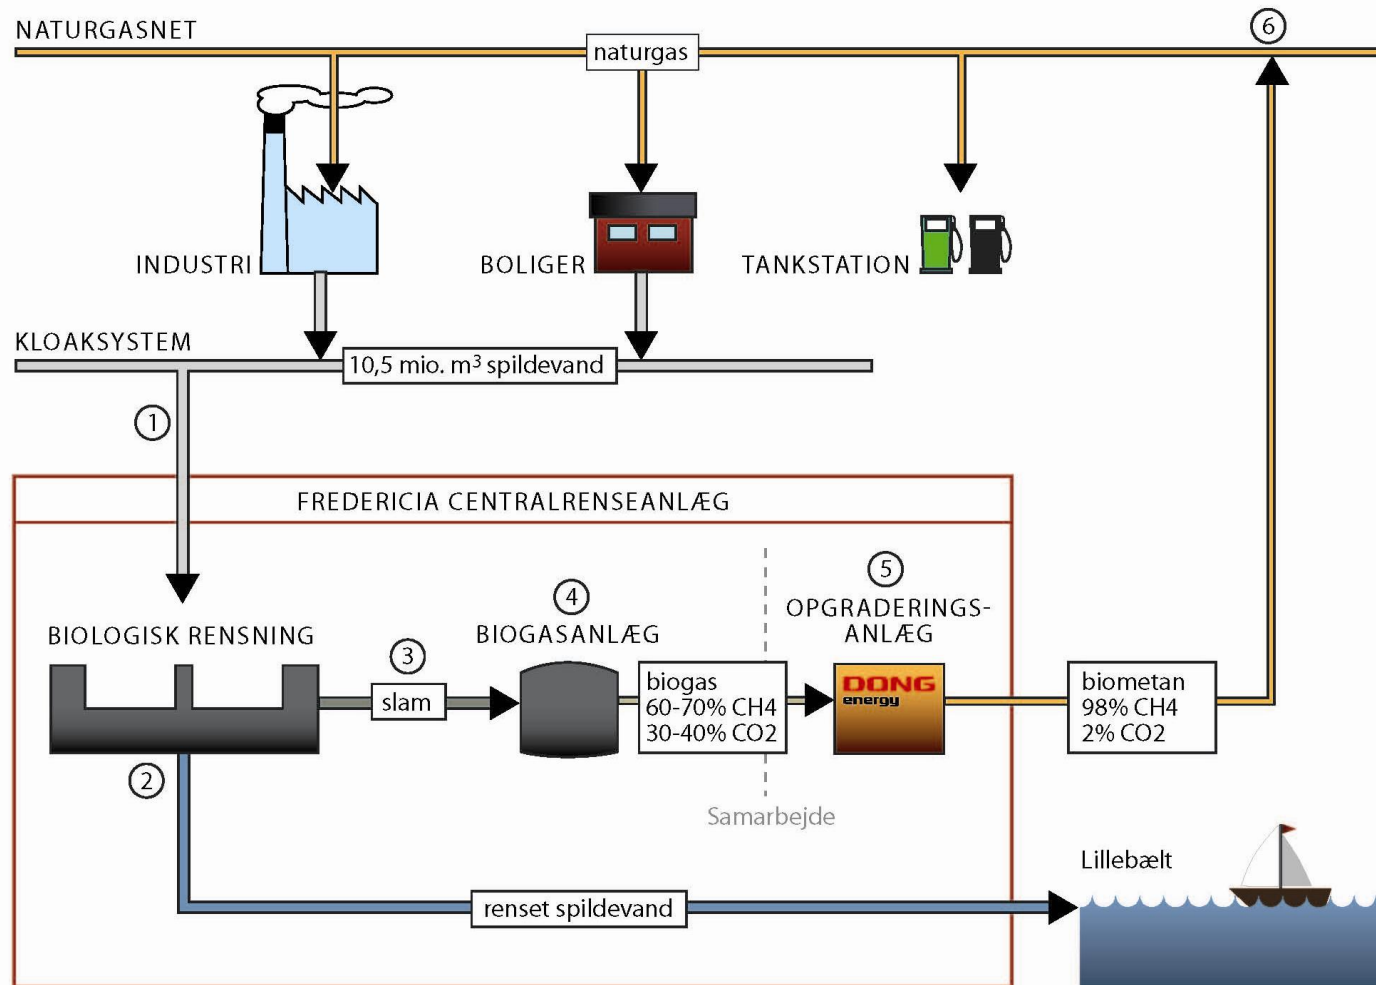 NATURGASNET
naturgas
6
INDUSTRI
BOLIGER
TANKSTATION
KLOAKSYSTEM
10,5 mio. m³ spildevand
1
FREDERICIA CENTRALRENSEANLÆG
BIOLOGISK RENSNING
3
slam
4
BIOGASANLÆG
biogas
60-70% CH4
30-40% CO2
5
OPGRADERINGS-
ANLÆG
DONG
energy
biometan
98% CH4
2% CO2
2
Samarbejde
renset spildevand
Lillebælt